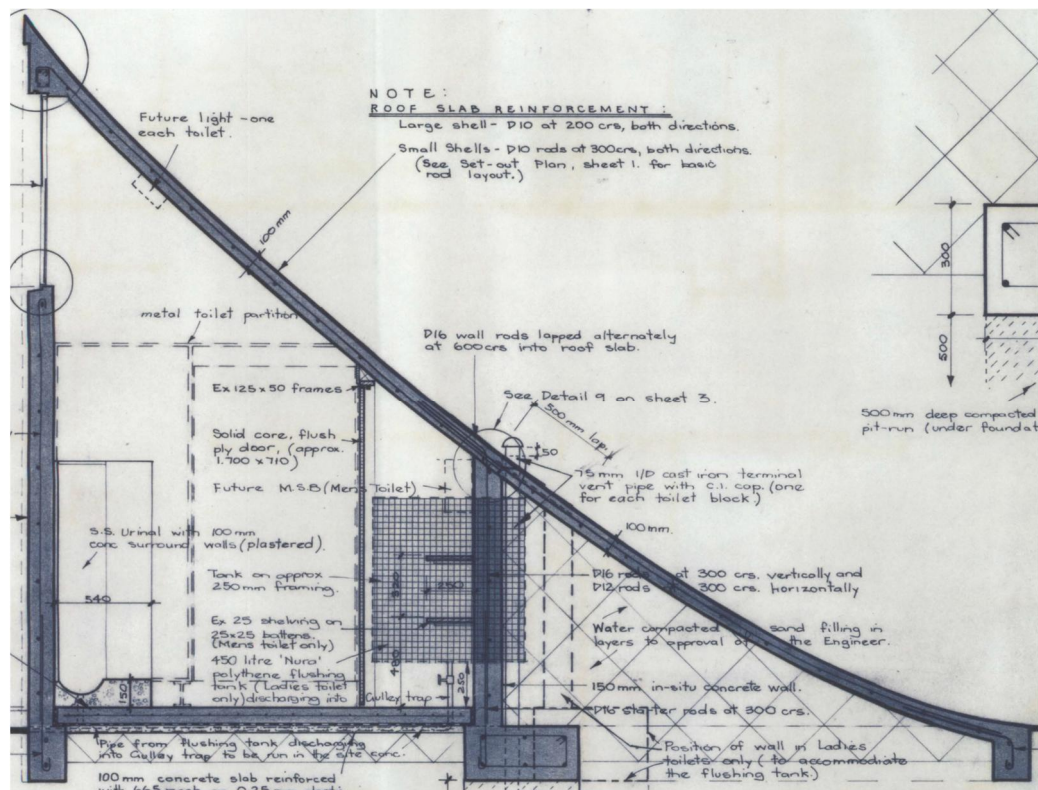 NOTE:
ROOF SLAB REINFORCEMENT:
Large shell - D10 at 200 crs, both directions.
Small Shells - D10 rods at 300crs, both directions.
(See Set-out Plan, sheet 1. for basic
rod layout.)
Future light - one
each toilet.
100mm
300
500
500mm deep compacted
pit-run (under foundat
metal toilet partition
D16 wall rods lapped alternately
at 600crs into roof slab.
See Detail 9 on sheet 3.
500mm lap.
150
75mm I/D cast iron terminal
vent pipe with C.I. cap. (one
for each toilet block.)
Ex 125 x 50 frames
Solid core, flush
ply door, (approx.
1.700 x 710)
Future M.S.B (Mens Toilet)
S.S. Urinal with 100mm
conc surround walls (plastered).
540
150
Tank on approx
250mm framing.
Ex 25 shelving on
25x25 battens.
(Mens toilet only)
450 litre 'Nura'
polythene flushing
tank (Ladies toilet
only) discharging into Gulley trap
250
250
100mm.
D16 rods at 300 crs. vertically and
D12 rods 300 crs. horizontally
Water compacted sand filling in
layers to approval of the Engineer.
150mm in-situ concrete wall.
D16 starter rods at 300 crs.
Position of wall in Ladies
toilets only (to accommodate
the flushing tank.)
Pipe from flushing tank discharging
into Gulley trap to be run in the site conc.
100mm concrete slab reinforced